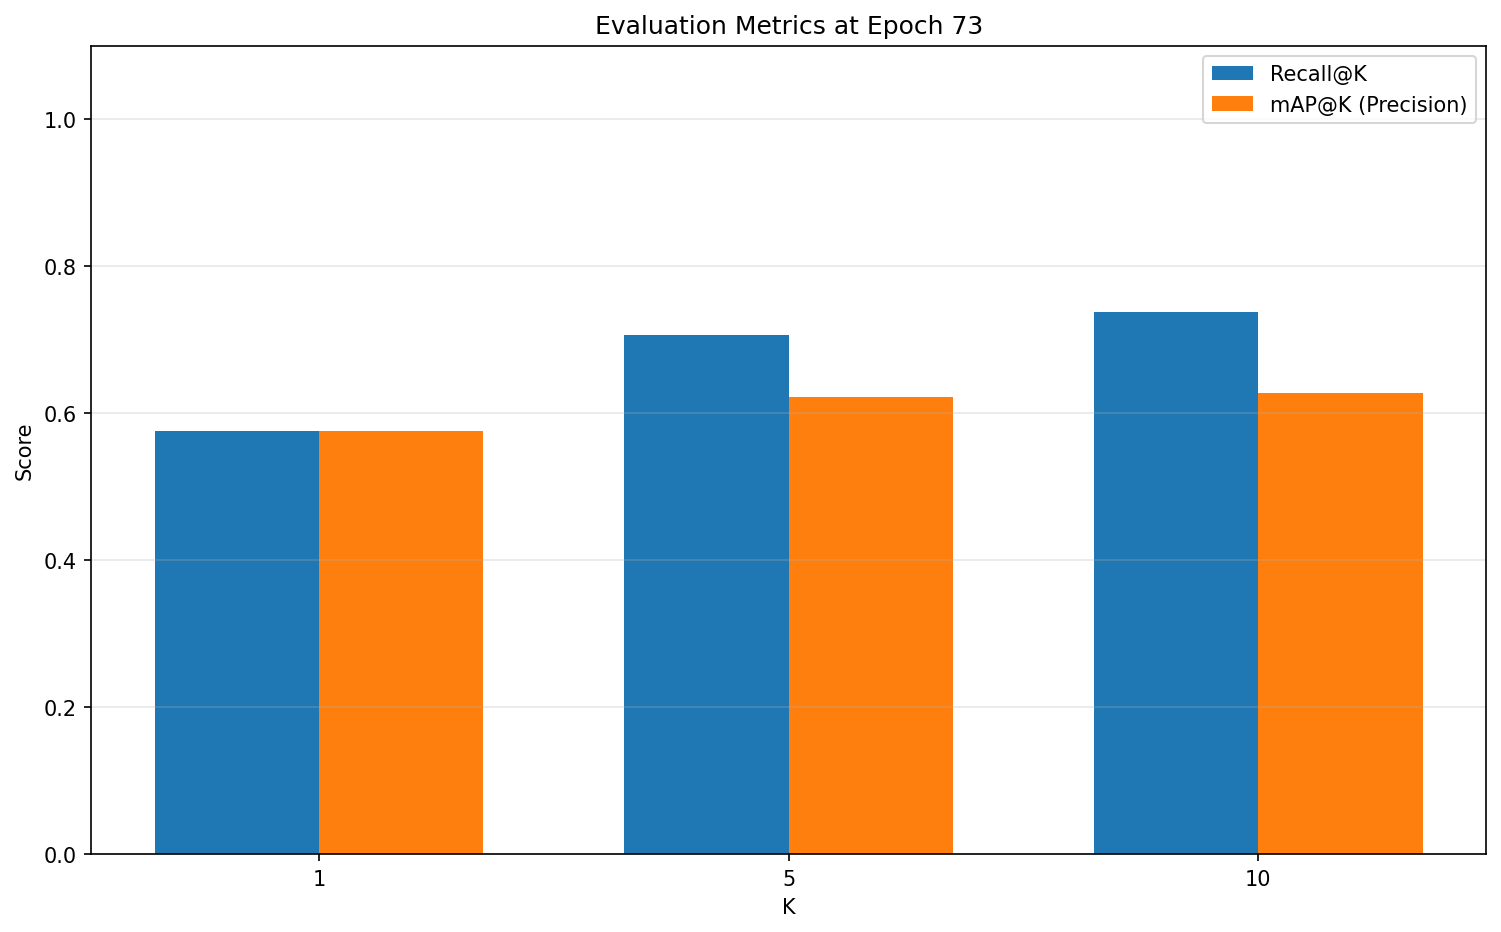 Evaluation Metrics at Epoch 73
Recall@K
mAP@K (Precision)
1.0
0.8
0.6
0.4
0.2
0.0
Score
1
5
10
K